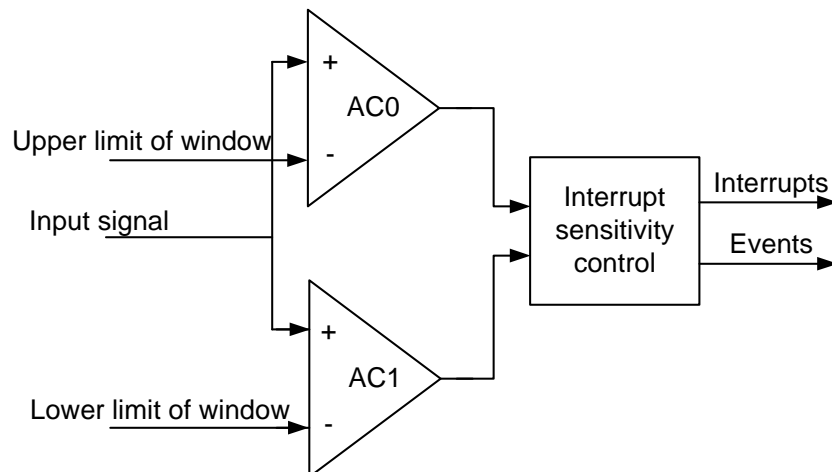 +
AC0
Upper limit of window
-
Input signal
Interrupt
sensitivity
control
Interrupts
Events
+
AC1
Lower limit of window
-